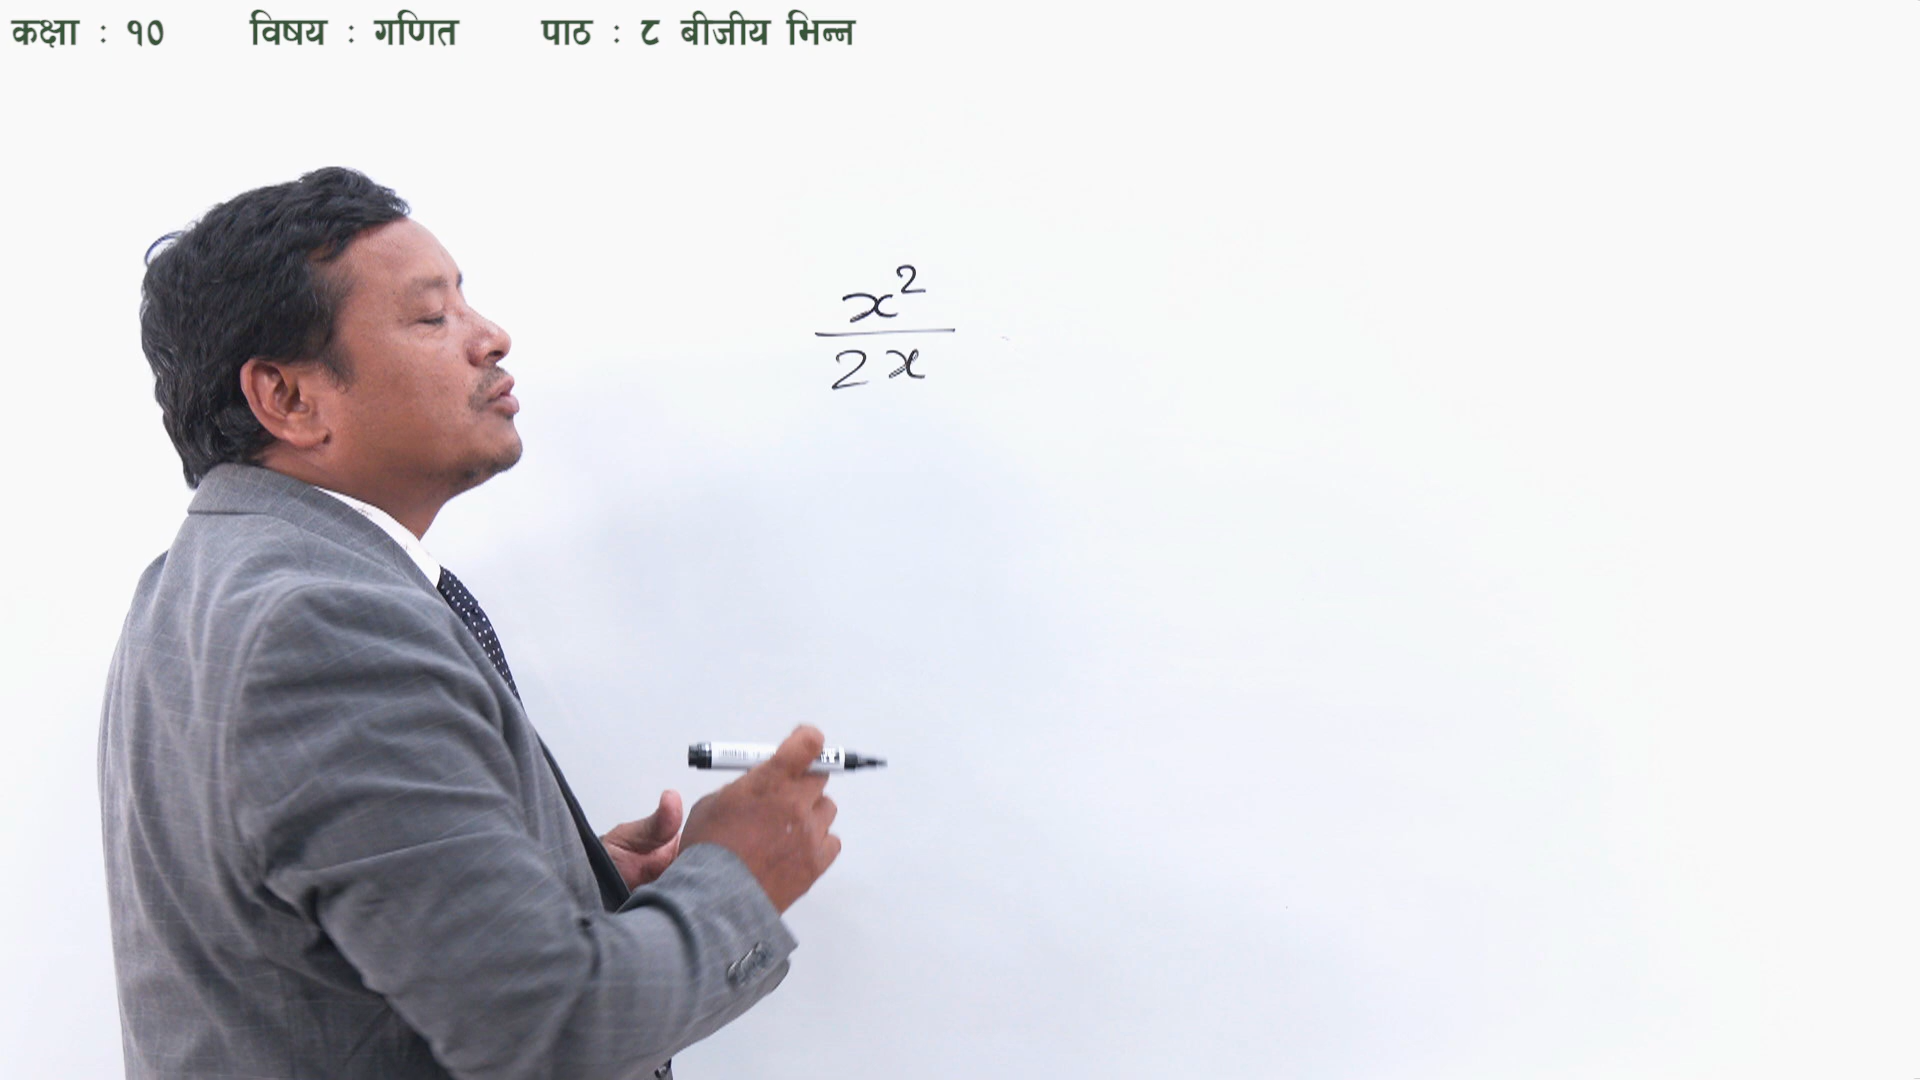 कक्षा : १० विषय : गणित पाठ : ८ बीजीय भिन्न
x²
2x